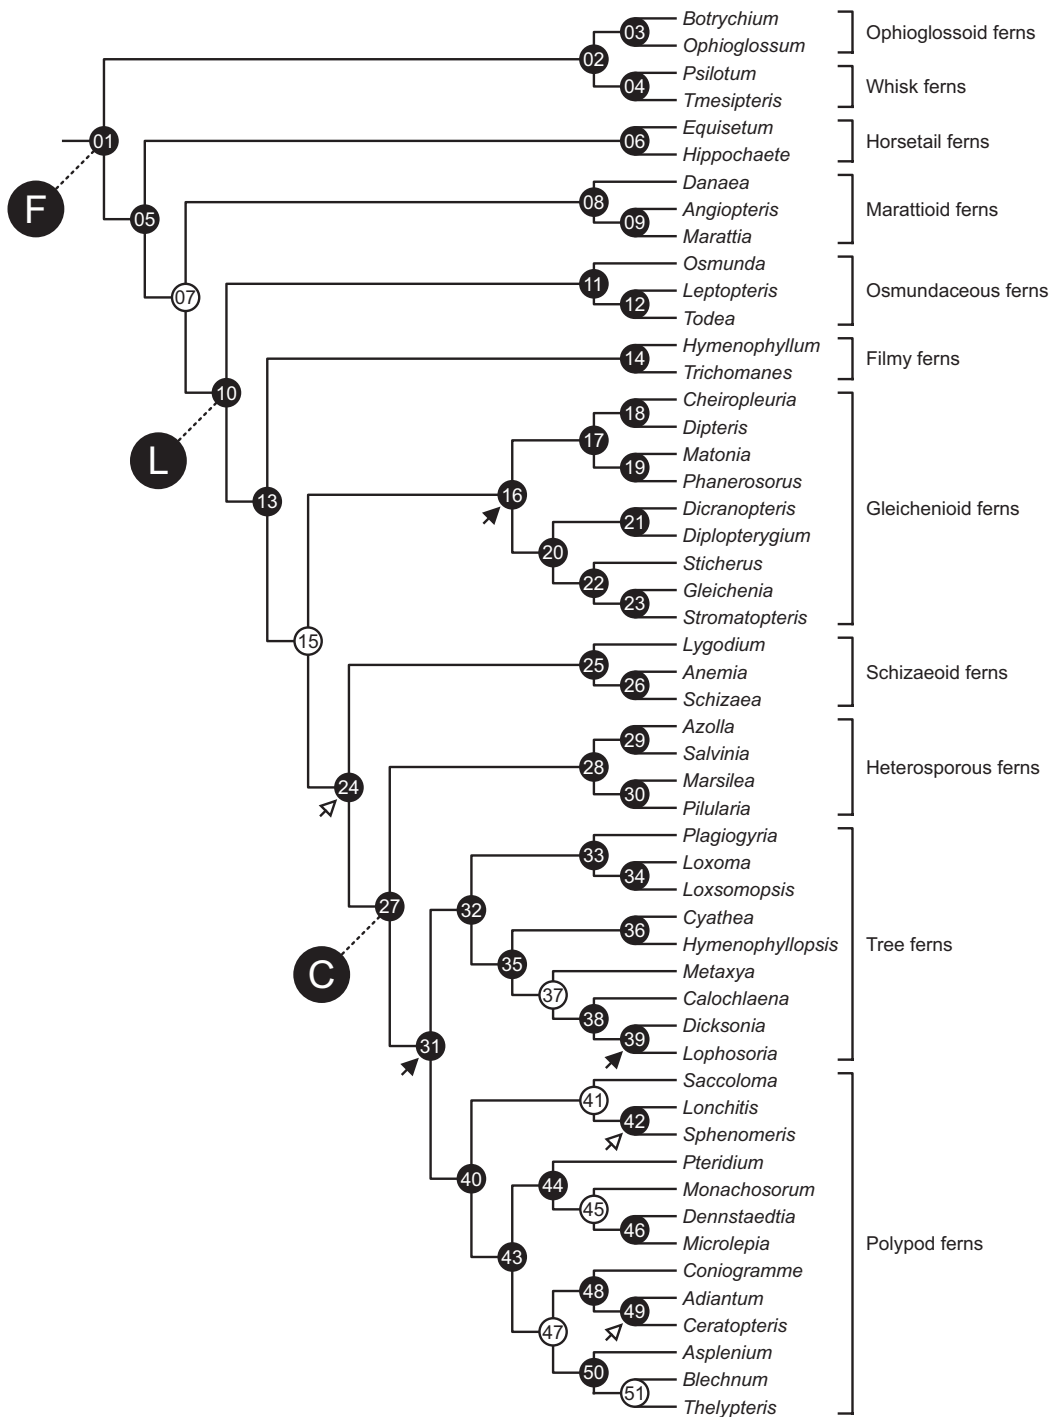 03
Botrychium
Ophioglossum
Ophioglossoid ferns
02
04
Psilotum
Tmesipteris
Whisk ferns
01
F
05
06
Equisetum
Hippochaete
Horsetail ferns
07
08
Danaea
09
Angiopteris
Marattia
Marattioid ferns
10
L
11
Osmunda
12
Leptopteris
Todea
Osmundaceous ferns
13
14
Hymenophyllum
Trichomanes
Filmy ferns
15
16
17
18
Cheiropleuria
Dipteris
19
Matonia
Phanerosorus
20
21
Dicranopteris
Diplopterygium
22
Sticherus
23
Gleichenia
Stromatopteris
Gleichenioid ferns
24
25
Lygodium
26
Anemia
Schizaea
Schizaeoid ferns
27
C
28
29
Azolla
Salvinia
30
Marsilea
Pilularia
Heterosporous ferns
31
32
33
Plagiogyria
34
Loxoma
Loxsomopsis
35
36
Cyathea
Hymenophyllopsis
37
Metaxya
38
Calochlaena
39
Dicksonia
Lophosoria
Tree ferns
40
41
Saccoloma
42
Lonchitis
Sphenomeris
43
44
Pteridium
45
Monachosorum
46
Dennstaedtia
Microlepia
47
48
Coniogramme
49
Adiantum
Ceratopteris
50
Asplenium
51
Blechnum
Thelypteris
Polypod ferns